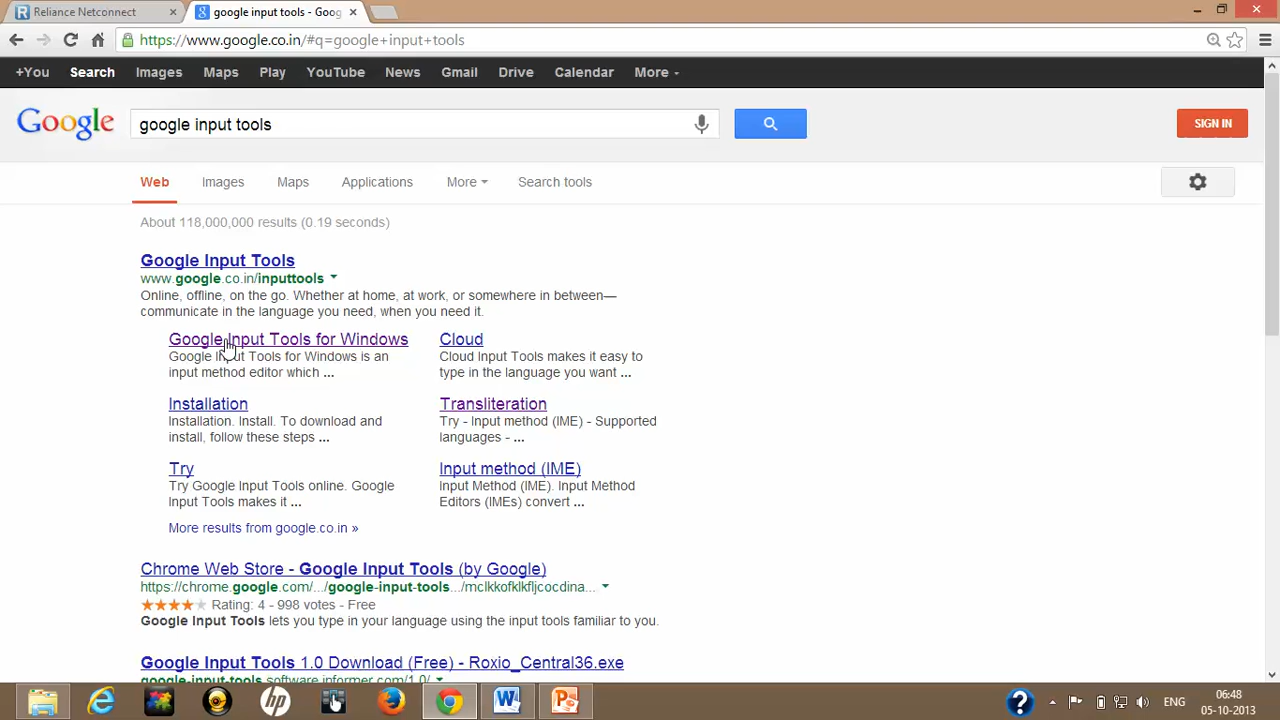 Reliance Netconnect
google input tools - Goog
https://www.google.co.in/#q=google+input+tools
+You Search Images Maps Play YouTube News Gmail Drive Calendar More
Google
google input tools
SIGN IN
Web Images Maps Applications More Search tools
About 118,000,000 results (0.19 seconds)
Google Input Tools
www.google.co.in/inputtools
Online, offline, on the go. Whether at home, at work, or somewhere in between—
communicate in the language you need, when you need it.
Google Input Tools for Windows
Google Input Tools for Windows is an
input method editor which ...
Cloud
Cloud Input Tools makes it easy to
type in the language you want ...
Installation
Installation. Install. To download and
install, follow these steps ...
Transliteration
Try - Input method (IME) - Supported
languages - ...
Try
Try Google Input Tools online. Google
Input Tools makes it ...
Input method (IME)
Input Method (IME). Input Method
Editors (IMEs) convert ...
More results from google.co.in »
Chrome Web Store - Google Input Tools (by Google)
https://chrome.google.com/.../google-input-tools.../mclkkofklkfljcocdina...
Rating: 4 - 998 votes - Free
Google Input Tools lets you type in your language using the input tools familiar to you.
Google Input Tools 1.0 Download (Free) - Roxio_Central36.exe
google-input-tools.software.informer.com/1.0/
hp
ENG
06:48
05-10-2013